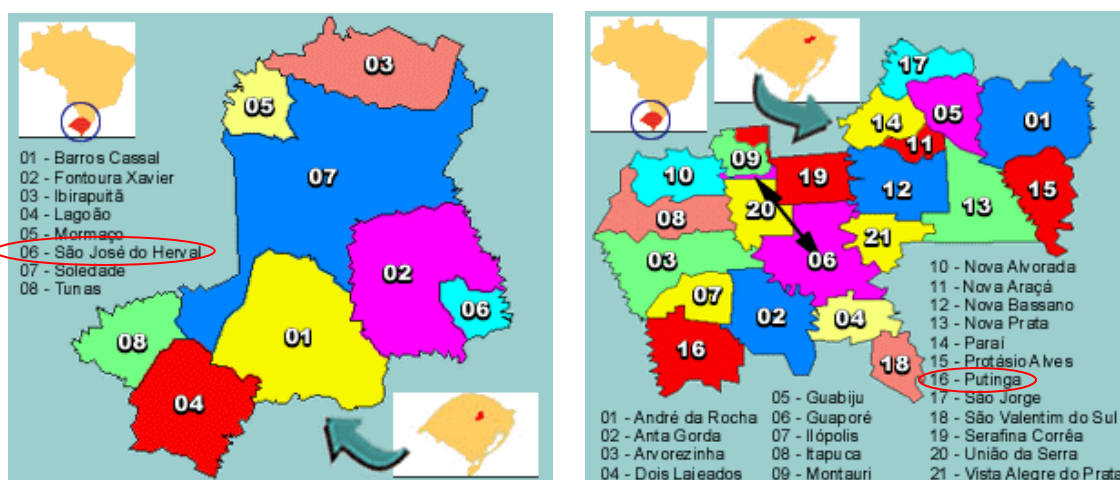 03
05
07
02
06
01
08
04
01 - Barros Cassal
02 - Fontoura Xavier
03 - Ibirapuitã
04 - Lagoão
05 - Mormaço
06 - São José do Herval
07 - Soledade
08 - Tunas
17
05
01
14
11
09
10
19
12
15
20
13
08
21
03
06
07
02
04
16
18
01 - André da Rocha
02 - Anta Gorda
03 - Arvorezinha
04 - Dois Lajeados
05 - Guabiju
06 - Guaporé
07 - Ilópolis
08 - Itapuca
09 - Montauri
10 - Nova Alvorada
11 - Nova Araçá
12 - Nova Bassano
13 - Nova Prata
14 - Paraí
15 - Protásio Alves
16 - Putinga
17 - São Jorge
18 - São Valentim do Sul
19 - Serafina Corrêa
20 - União da Serra
21 - Vista Alegre do Prata